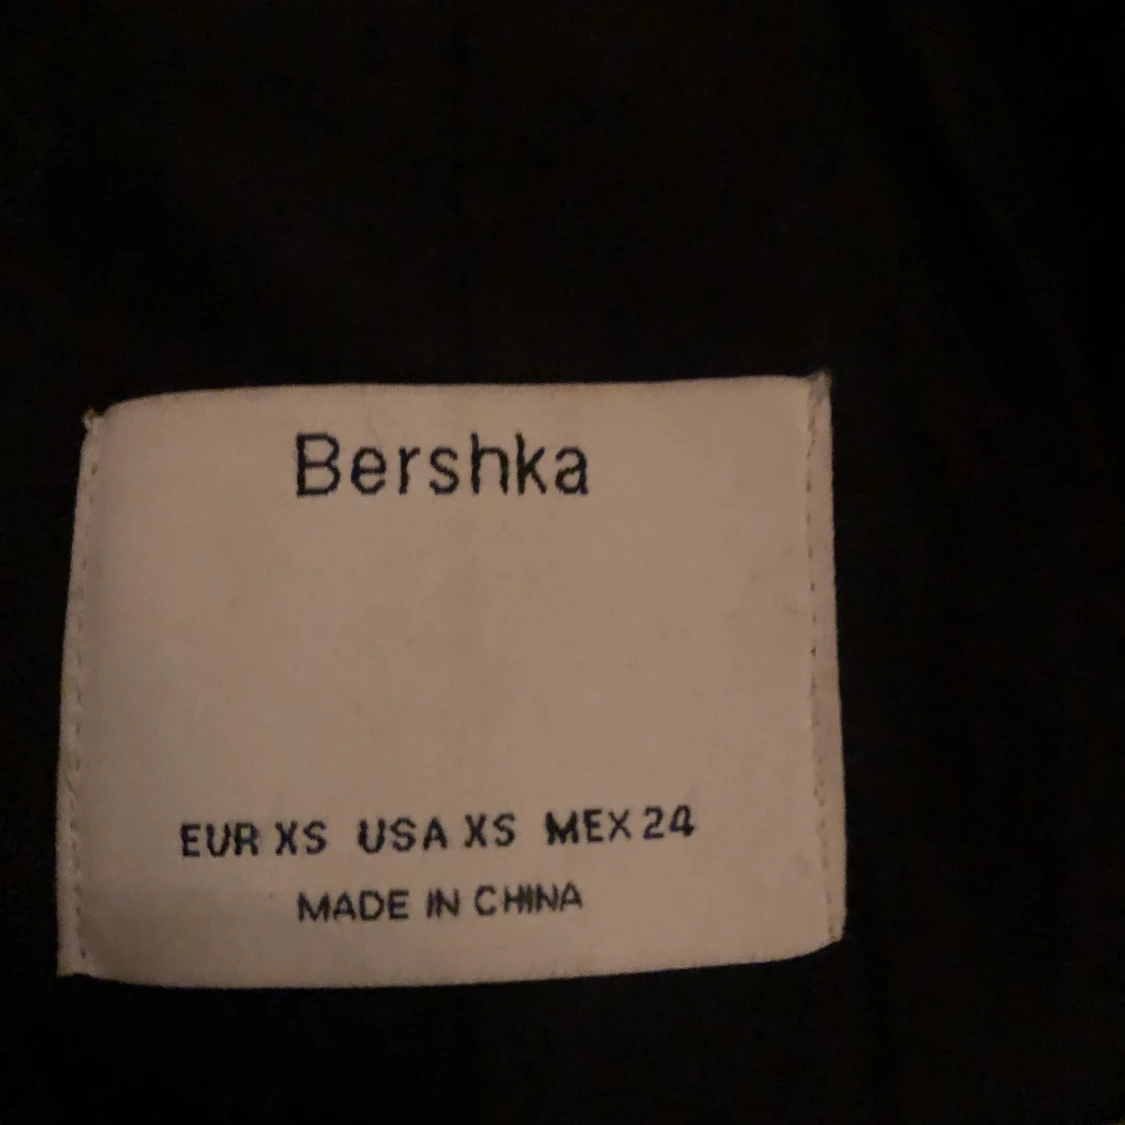 Bershka
EUR XS USA XS MEX 24
MADE IN CHINA